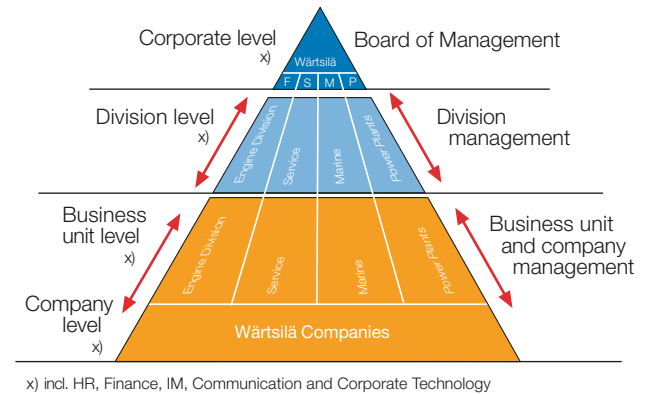 Corporate level
x)
Board of Management
Wärtsilä
F S M P
Division level
x)
Division
management
Engine Division
Service
Marine
Power Plants
Business
unit level
x)
Business unit
and company
management
Engine Division
Service
Marine
Power Plants
Company
level
x)
Wärtsilä Companies
x) incl. HR, Finance, IM, Communication and Corporate Technology